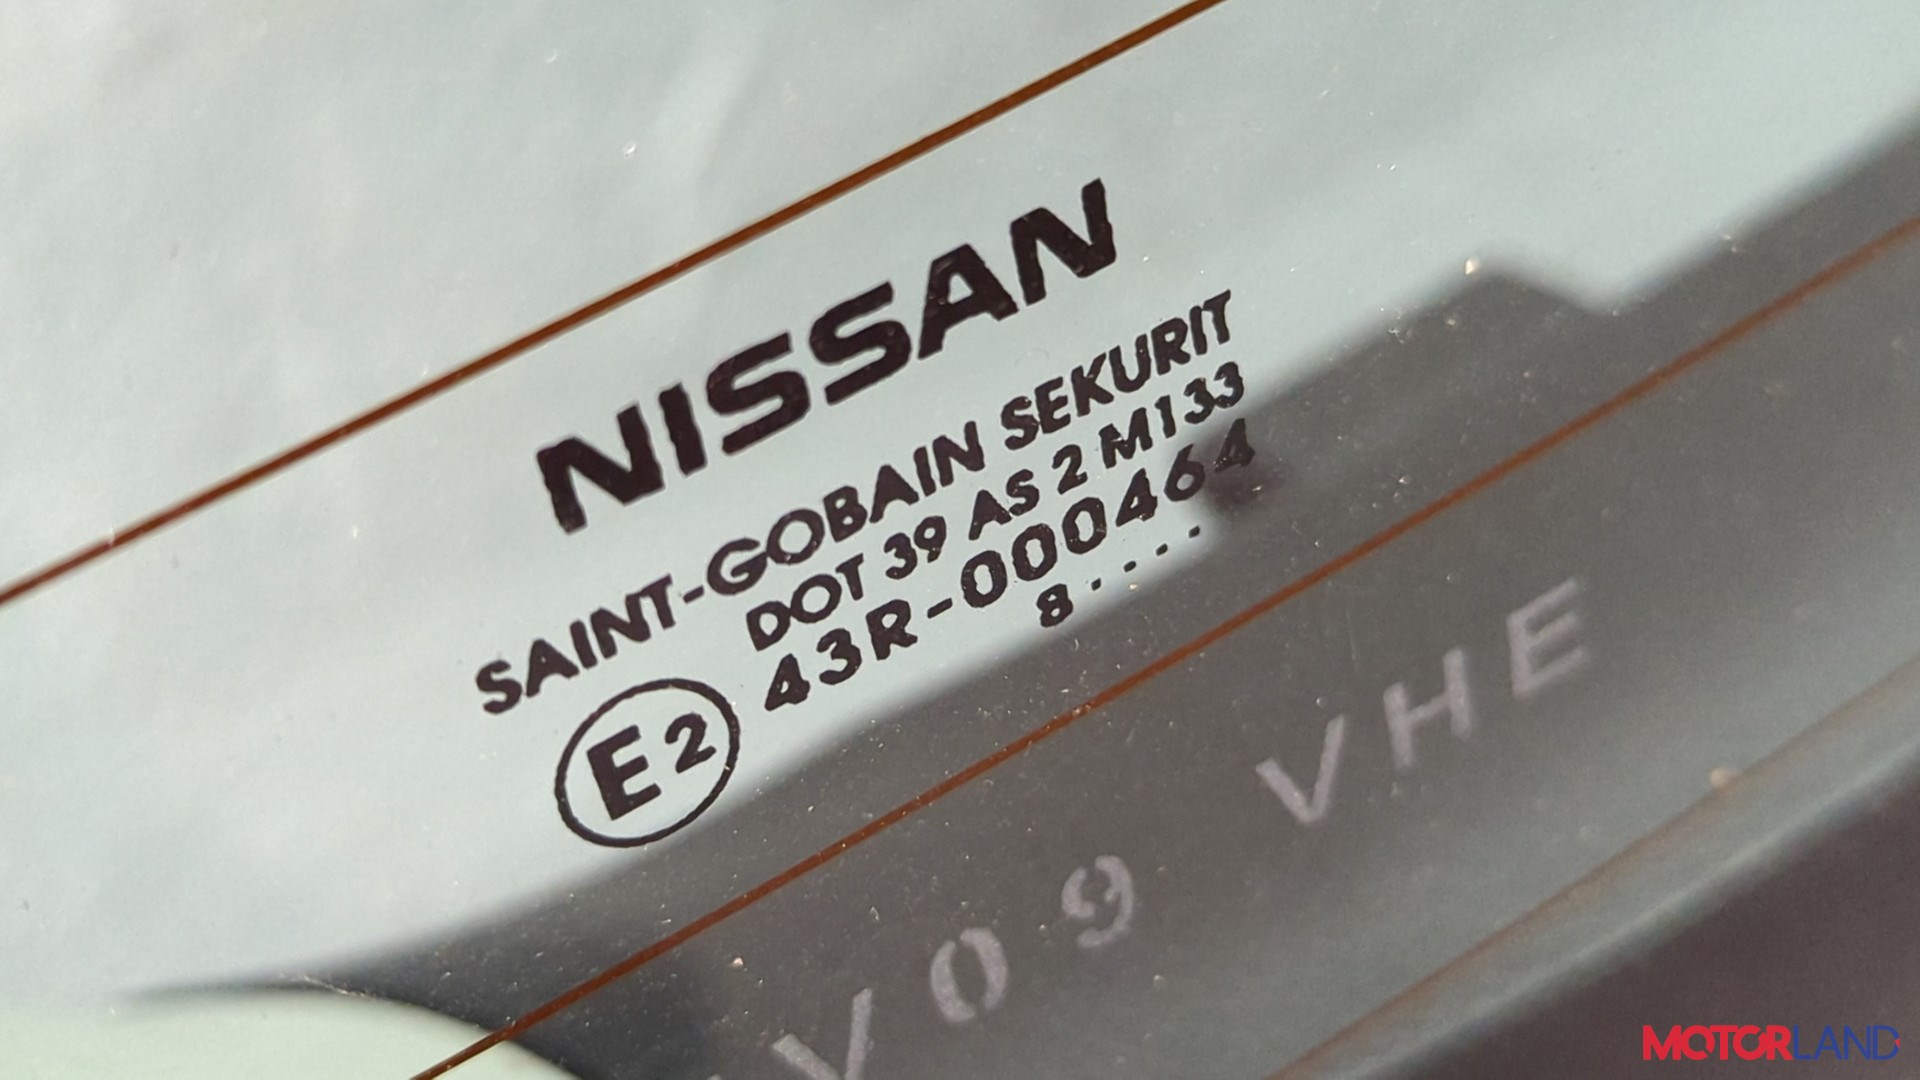 NISSAN
SAINT-GOBAIN SEKURIT
DOT 39 AS 2 M133
E2 43R-000464
8....
V09 VHE
MOTORLAND